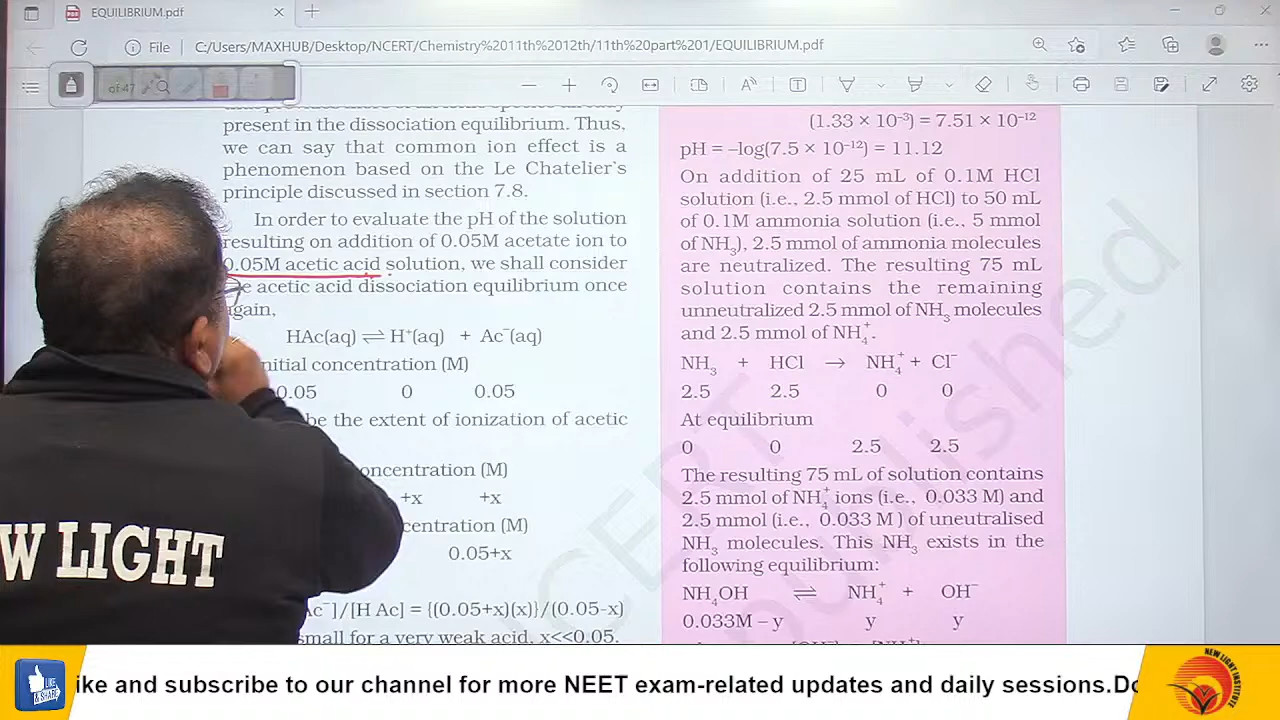 EQUILIBRIUM.pdf
File
C:/Users/MAXHUB/Desktop/NCERT/Chemistry%2011th%2012th/11th%20part%201/EQUILIBRIUM.pdf
of 47
present in the dissociation equilibrium. Thus,
we can say that common ion effect is a
phenomenon based on the Le Chatelier's
principle discussed in section 7.8.
In order to evaluate the pH of the solution
resulting on addition of 0.05M acetate ion to
0.05M acetic acid solution, we shall consider
acetic acid dissociation equilibrium once
again,
HAc(aq) ⇌ H⁺(aq) + Ac⁻(aq)
Initial concentration (M)
0.05 0 0.05
be the extent of ionization of acetic
concentration (M)
+x +x
concentration (M)
0.05+x
Ac⁻]/[H Ac] = {(0.05+x)(x)}/(0.05-x)
small for a very weak acid, x<<0.05.
(1.33 × 10⁻³) = 7.51 × 10⁻¹²
pH = –log(7.5 × 10⁻¹²) = 11.12
On addition of 25 mL of 0.1M HCl
solution (i.e., 2.5 mmol of HCl) to 50 mL
of 0.1M ammonia solution (i.e., 5 mmol
of NH₃), 2.5 mmol of ammonia molecules
are neutralized. The resulting 75 mL
solution contains the remaining
unneutralized 2.5 mmol of NH₃ molecules
and 2.5 mmol of NH₄⁺.
NH₃ + HCl → NH₄⁺ + Cl⁻
2.5 2.5 0 0
At equilibrium
0 0 2.5 2.5
The resulting 75 mL of solution contains
2.5 mmol of NH₄⁺ ions (i.e., 0.033 M) and
2.5 mmol (i.e., 0.033 M ) of uneutralised
NH₃ molecules. This NH₃ exists in the
following equilibrium:
NH₄OH ⇌ NH₄⁺ + OH⁻
0.033M – y y y
NCERT
published
W LIGHT
LIKE
& SHARE
ike and subscribe to our channel for more NEET exam-related updates and daily sessions.Do
NEW LIGHT INSTITUTE